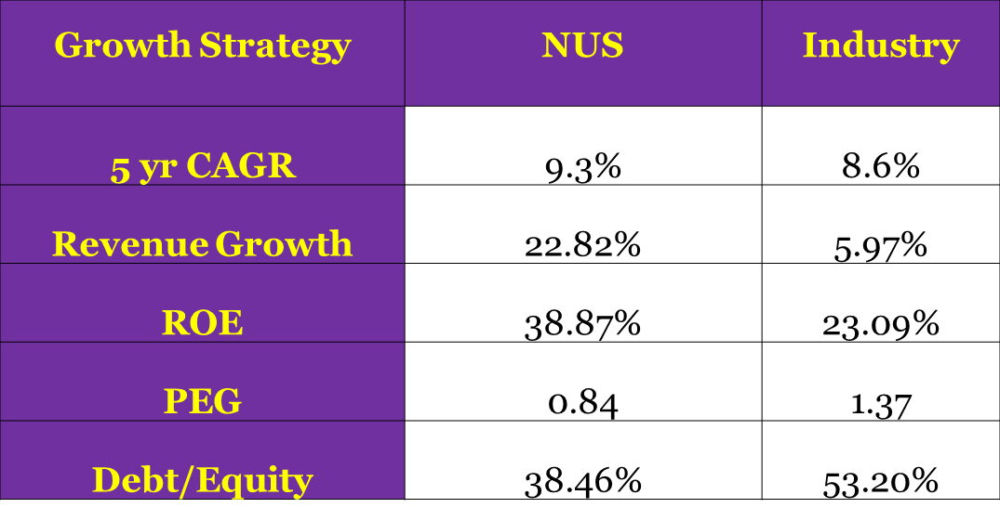 Growth Strategy NUS Industry
5 yr CAGR 9.3% 8.6%
Revenue Growth 22.82% 5.97%
ROE 38.87% 23.09%
PEG 0.84 1.37
Debt/Equity 38.46% 53.20%